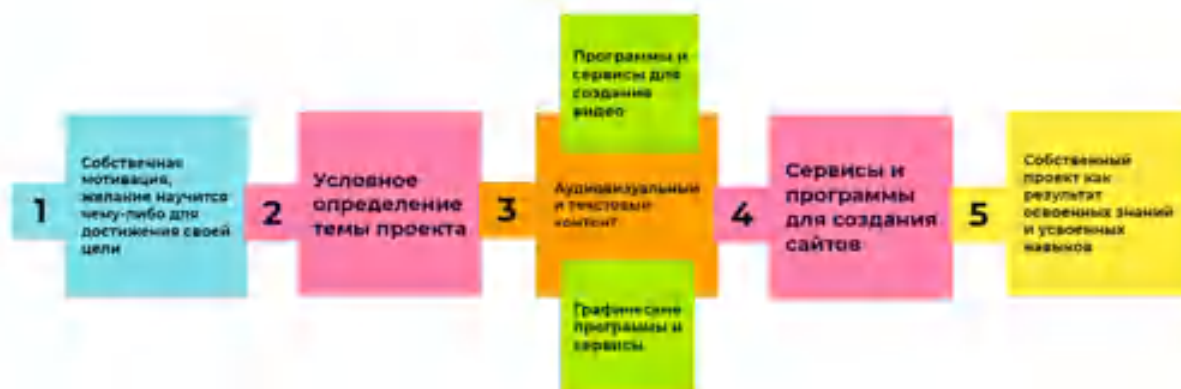 1
Собственная
мотивация,
желание научится
чему-либо для
достижения своей
цели
2
Условное
определение
темы проекта
Программы и
сервисы для
создания
видео
3
Аудиовизуальный
и текстовый
контент
Графические
программы и
сервисы
4
Сервисы и
программы
для создания
сайтов
5
Собственный
проект как
результат
освоенных знаний
и усвоенных
навыков